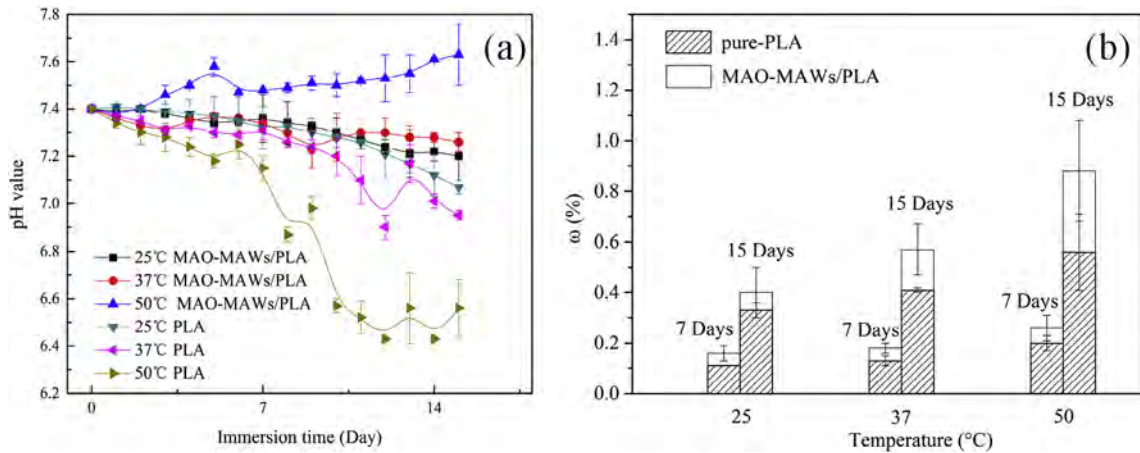 (a)
7.8
7.6
7.4
7.2
7.0
6.8
6.6
6.4
6.2
pH value
25℃ MAO-MAWs/PLA
37℃ MAO-MAWs/PLA
50℃ MAO-MAWs/PLA
25℃ PLA
37℃ PLA
50℃ PLA
0 7 14
Immersion time (Day)
(b)
pure-PLA
MAO-MAWs/PLA
1.4
1.2
1.0
0.8
0.6
0.4
0.2
0.0
ω (%)
7 Days
15 Days
7 Days
15 Days
7 Days
15 Days
25 37 50
Temperature (°C)